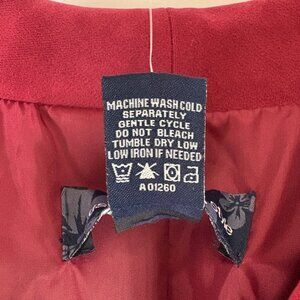 MACHINE WASH COLD
SEPARATELY
GENTLE CYCLE
DO NOT BLEACH
TUMBLE DRY LOW
LOW IRON IF NEEDED
A01260